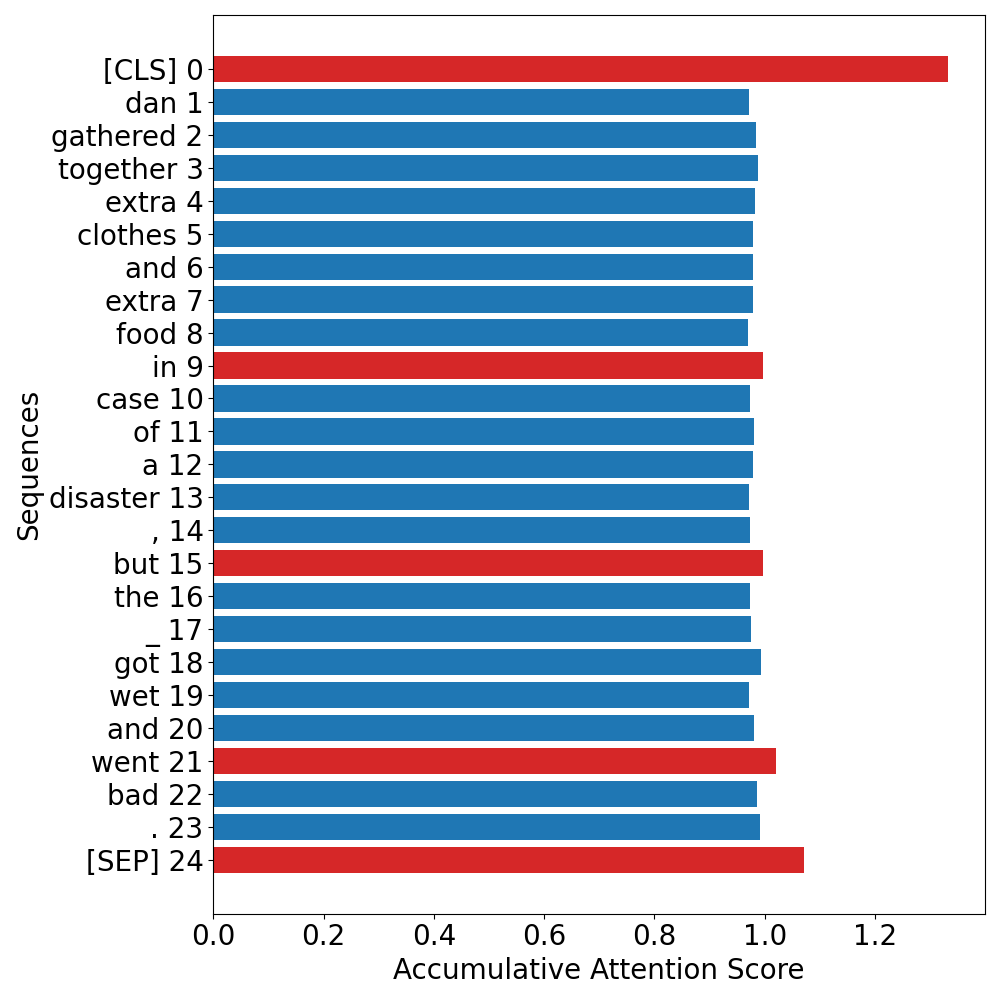 [CLS] 0
dan 1
gathered 2
together 3
extra 4
clothes 5
and 6
extra 7
food 8
in 9
case 10
of 11
a 12
disaster 13
, 14
but 15
the 16
_ 17
got 18
wet 19
and 20
went 21
bad 22
. 23
[SEP] 24
Sequences
0.0 0.2 0.4 0.6 0.8 1.0 1.2
Accumulative Attention Score